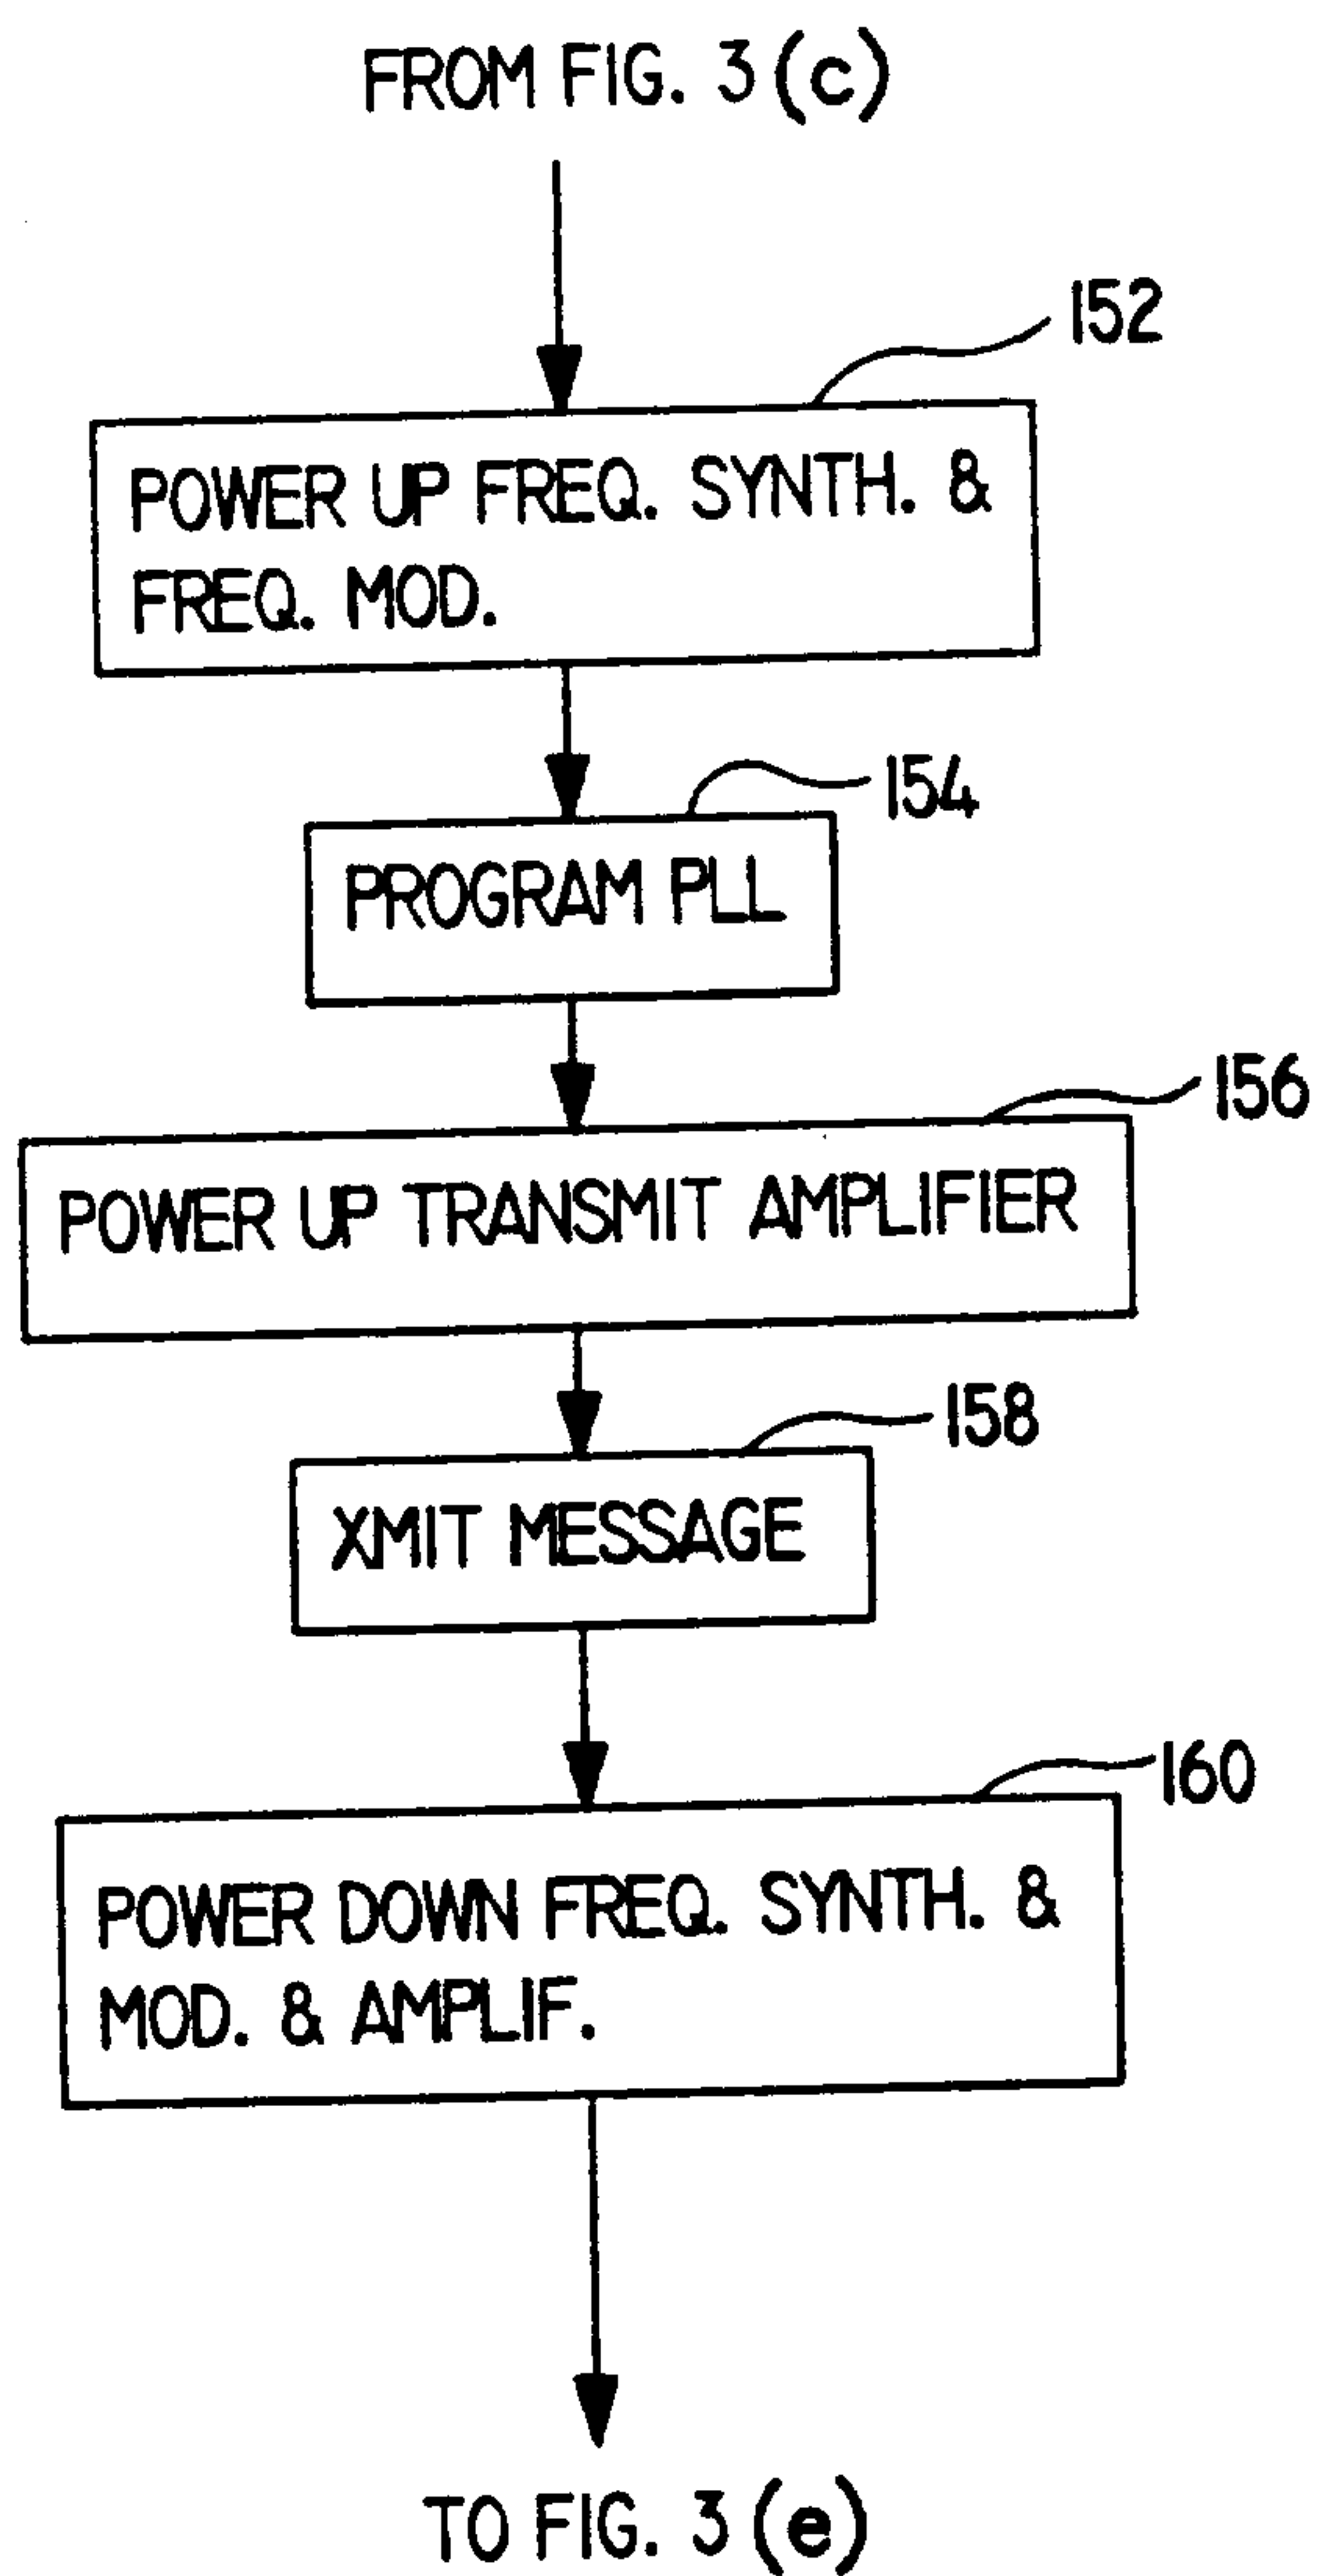 FROM FIG. 3 (c)
152
POWER UP FREQ. SYNTH. &
FREQ. MOD.
154
PROGRAM PLL
156
POWER UP TRANSMIT AMPLIFIER
158
XMIT MESSAGE
160
POWER DOWN FREQ. SYNTH. &
MOD. & AMPLIF.
TO FIG. 3 (e)